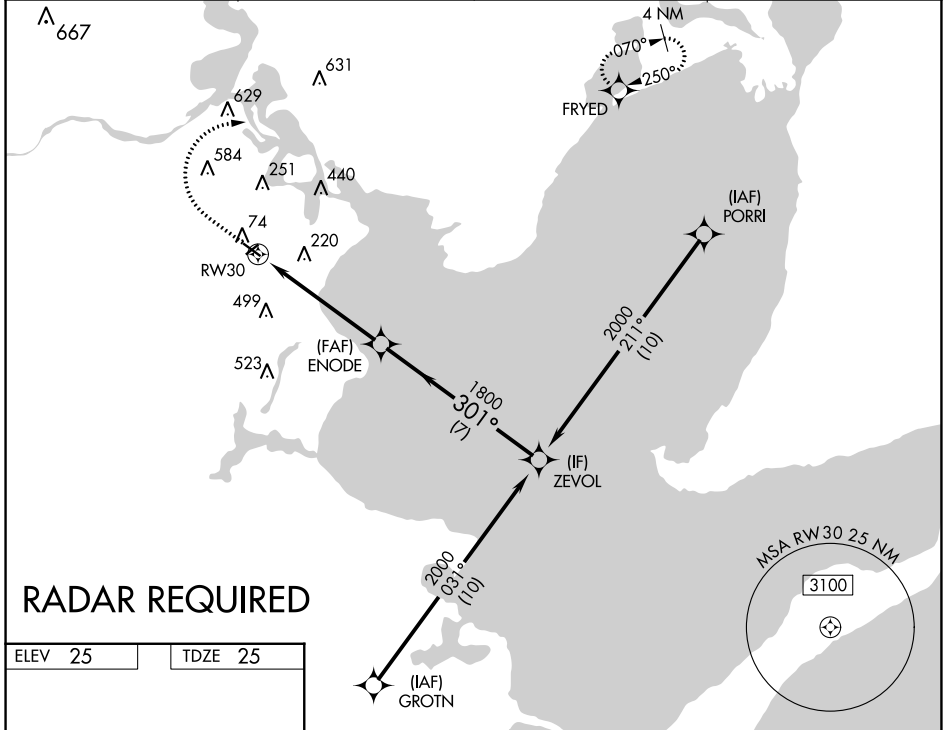 667
4 NM
070°
250°
FRYED
631
629
584
251
440
74
220
RW30
499
523
(IAF)
PORRI
2000
211°
(10)
(FAF)
ENODE
1800
301°
(7)
(IF)
ZEVOL
2000
031°
(10)
(IAF)
GROTN
MSA RW30 25 NM
3100
RADAR REQUIRED
ELEV 25
TDZE 25